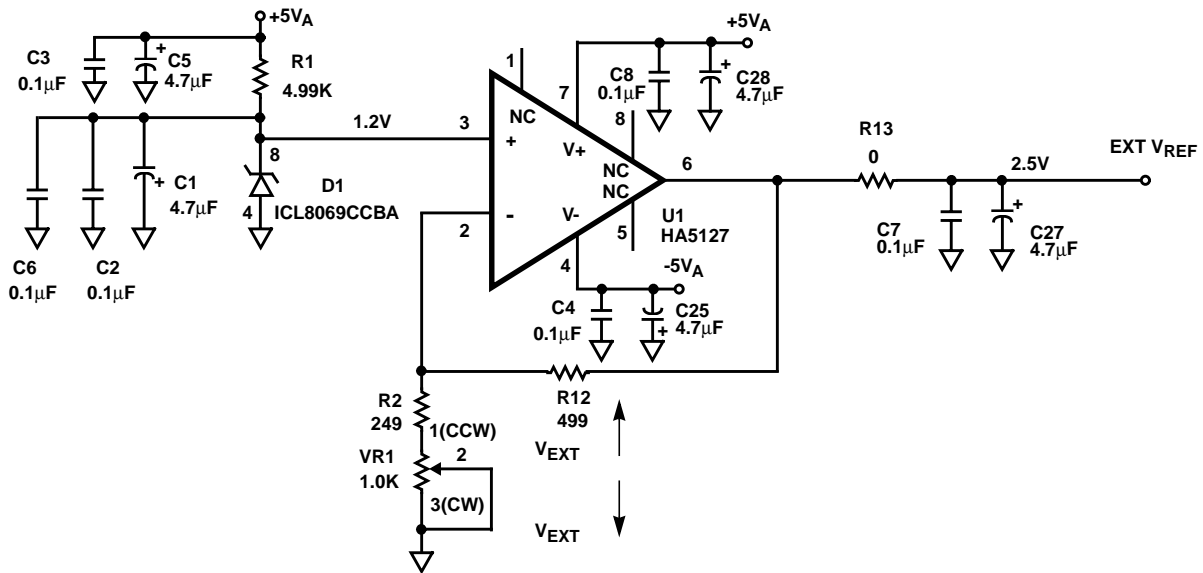 +5VA
C3
0.1µF
+
C5
4.7µF
R1
4.99K
1.2V
C6
0.1µF
C2
0.1µF
+
C1
4.7µF
8
4
D1
ICL8069CCBA
1
NC
3
+
2
-
7
V+
8
NC
NC
5
V-
4
6
U1
HA5127
+5VA
C8
0.1µF
+
C28
4.7µF
-5VA
C4
0.1µF
+
C25
4.7µF
R13
0
2.5V
EXT VREF
C7
0.1µF
+
C27
4.7µF
R12
499
R2
249
1(CCW)
2
VR1
1.0K
3(CW)
VEXT
VEXT